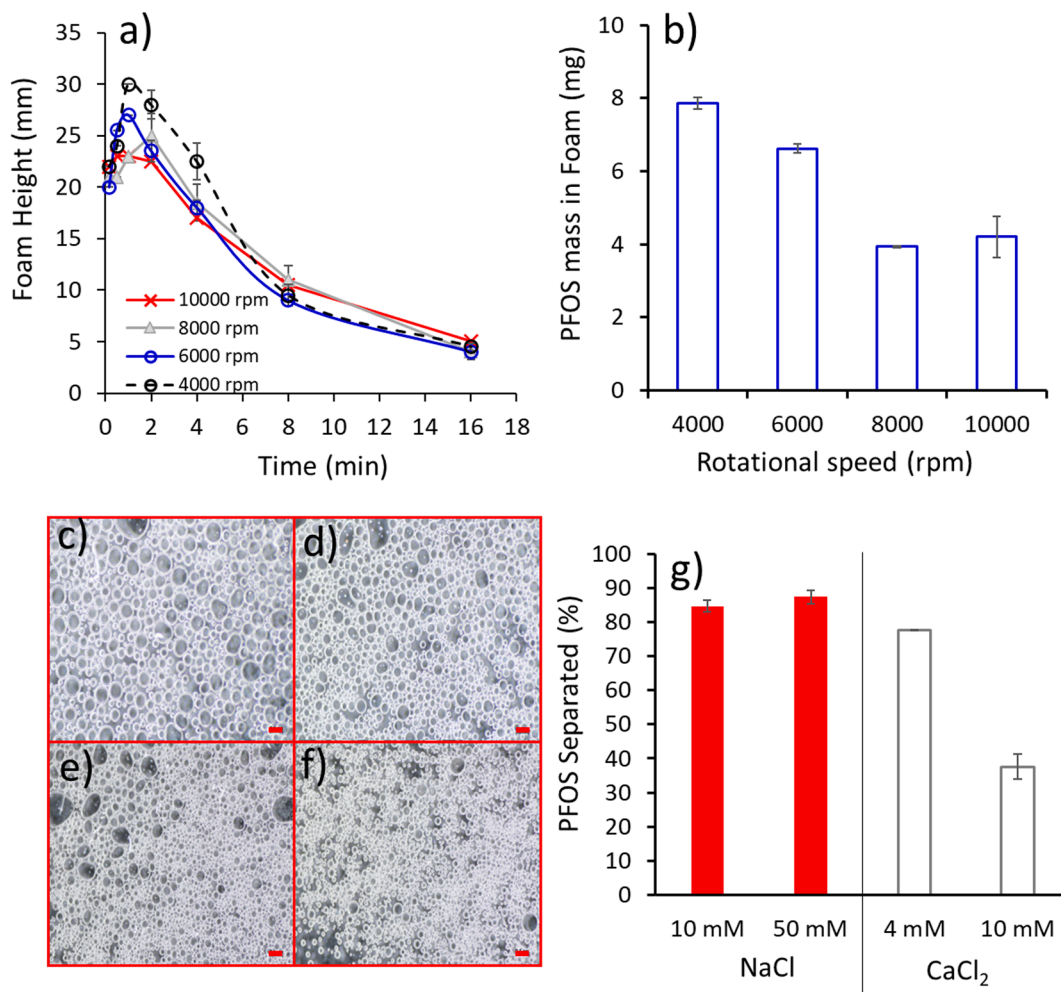 a)
Foam Height (mm)
35
30
25
20
15
10
5
0
10000 rpm
8000 rpm
6000 rpm
4000 rpm
0 2 4 6 8 10 12 14 16 18
Time (min)
b)
PFOS mass in Foam (mg)
10
8
6
4
2
0
4000 6000 8000 10000
Rotational speed (rpm)
c)
d)
e)
f)
g)
PFOS Separated (%)
100
90
80
70
60
50
40
30
20
10
0
10 mM 50 mM 4 mM 10 mM
NaCl CaCl₂